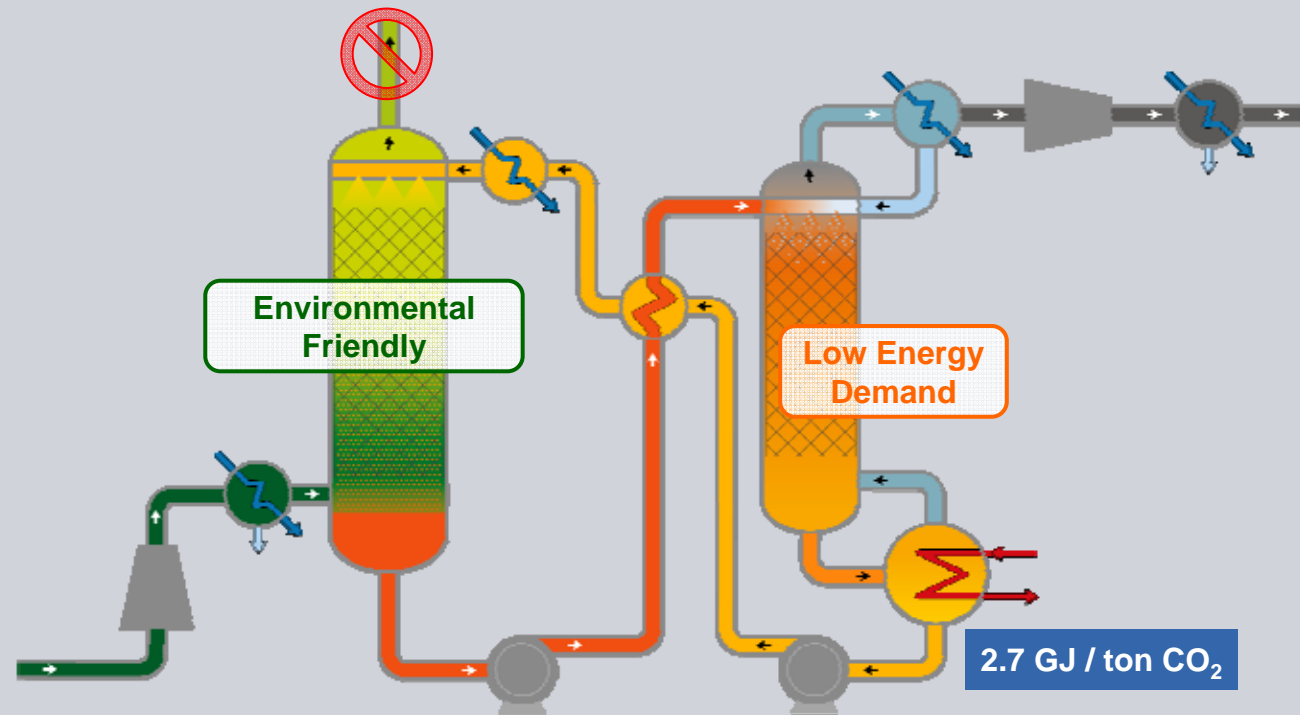 Environmental
Friendly
Low Energy
Demand
2.7 GJ / ton CO₂